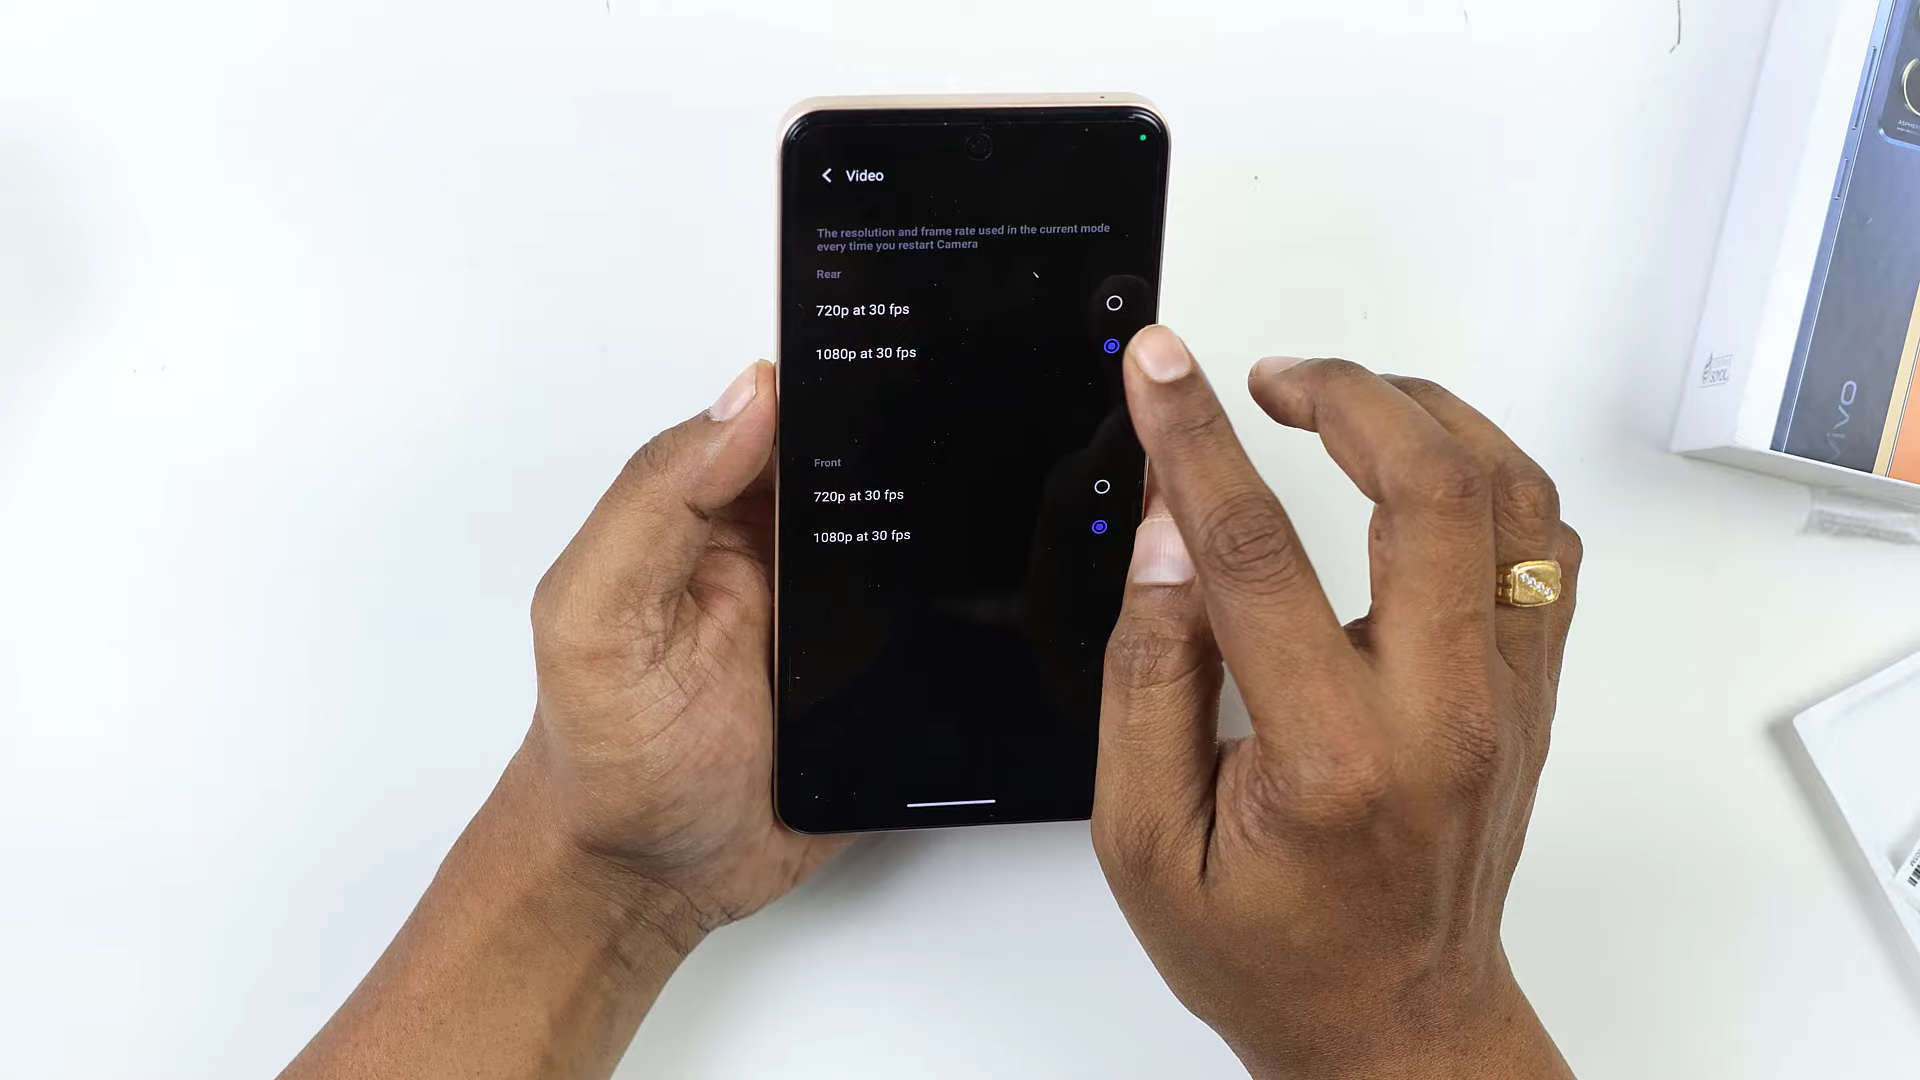 Video
The resolution and frame rate used in the current mode
every time you restart Camera
Rear
720p at 30 fps
1080p at 30 fps
Front
720p at 30 fps
1080p at 30 fps
vivo